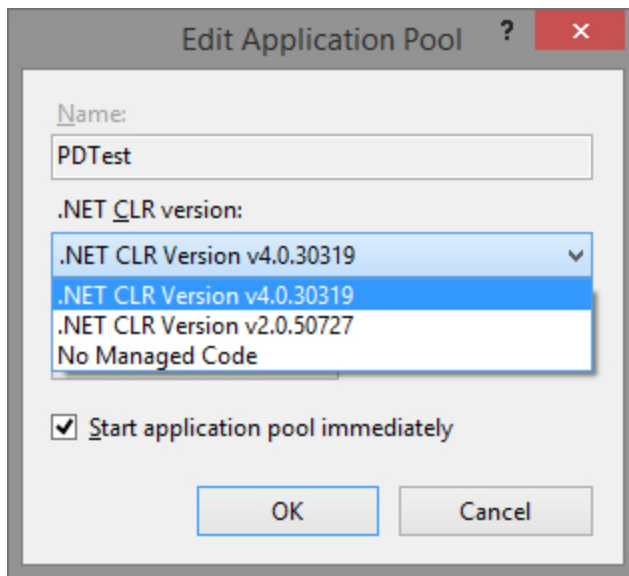 Edit Application Pool ?
Name:
PDTest
.NET CLR version:
.NET CLR Version v4.0.30319
.NET CLR Version v4.0.30319
.NET CLR Version v2.0.50727
No Managed Code
Start application pool immediately
OK Cancel